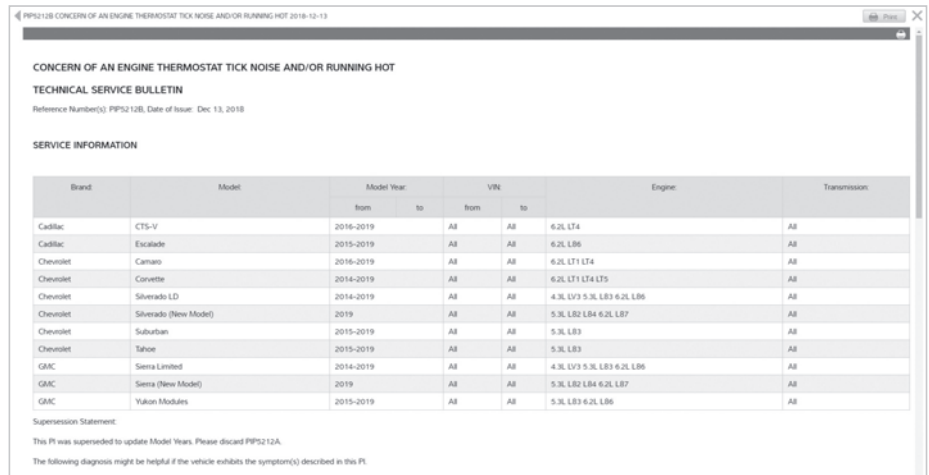 PIP5212B CONCERN OF AN ENGINE THERMOSTAT TICK NOISE AND/OR RUNNING HOT 2018-12-13
Print
CONCERN OF AN ENGINE THERMOSTAT TICK NOISE AND/OR RUNNING HOT
TECHNICAL SERVICE BULLETIN
Reference Number(s): PIP5212B, Date of Issue: Dec 13, 2018
SERVICE INFORMATION
Brand: Model: Model Year: VIN: Engine: Transmission:
from to from to
Cadillac CTS-V 2016-2019 All All 6.2L LT4 All
Cadillac Escalade 2015-2019 All All 6.2L L86 All
Chevrolet Camaro 2016-2019 All All 6.2L LT1 LT4 All
Chevrolet Corvette 2014-2019 All All 6.2L LT1 LT4 LT5 All
Chevrolet Silverado LD 2014-2019 All All 4.3L LV3 5.3L L83 6.2L L86 All
Chevrolet Silverado (New Model) 2019 All All 5.3L L82 L84 6.2L L87 All
Chevrolet Suburban 2015-2019 All All 5.3L L83 All
Chevrolet Tahoe 2015-2019 All All 5.3L L83 All
GMC Sierra Limited 2014-2019 All All 4.3L LV3 5.3L L83 6.2L L86 All
GMC Sierra (New Model) 2019 All All 5.3L L82 L84 6.2L L87 All
GMC Yukon Modules 2015-2019 All All 5.3L L83 6.2L L86 All
Supersession Statement:
This PI was superseded to update Model Years. Please discard PIP5212A.
The following diagnosis might be helpful if the vehicle exhibits the symptom(s) described in this PI.